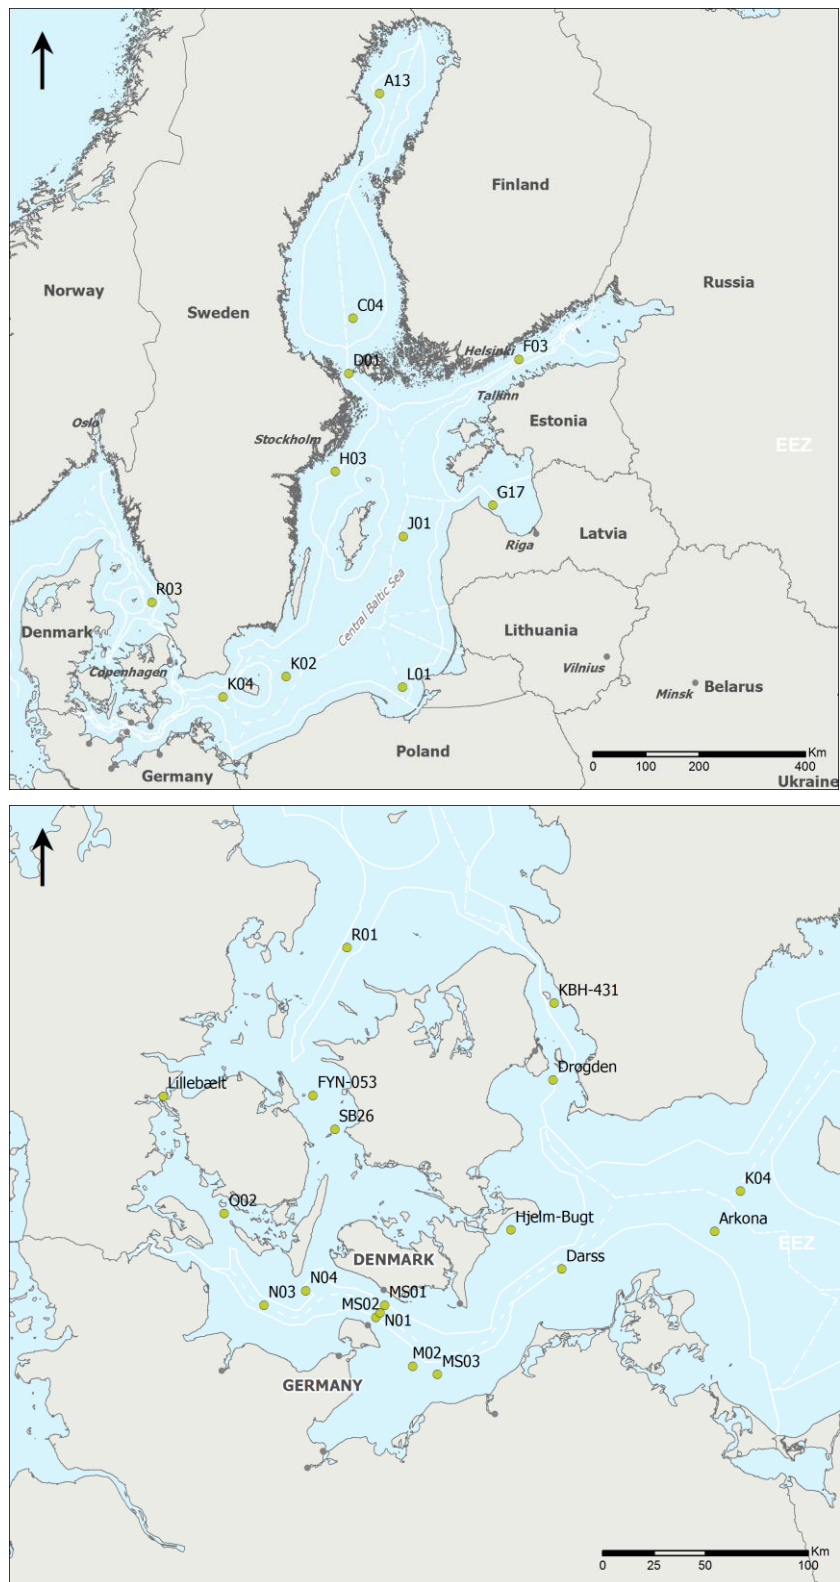 A13
Finland
Norway
Russia
Sweden
C04
Helsinki
F03
D01
Tallinn
Oslo
Estonia
Stockholm
EEZ
H03
G17
J01
Riga
Latvia
Central Baltic Sea
R03
Denmark
Lithuania
Copenhagen
Vilnius
K02
L01
K04
Minsk
Belarus
Poland
Km
0 100 200 400
Germany
Ukraine
R01
KBH-431
Drogden
Lillebælt
FYN-053
SB26
K04
O02
Hjelm-Bugt
Arkona
EEZ
DENMARK
Darss
N04
N03
MS01
MS02
N01
M02
MS03
GERMANY
Km
0 25 50 100